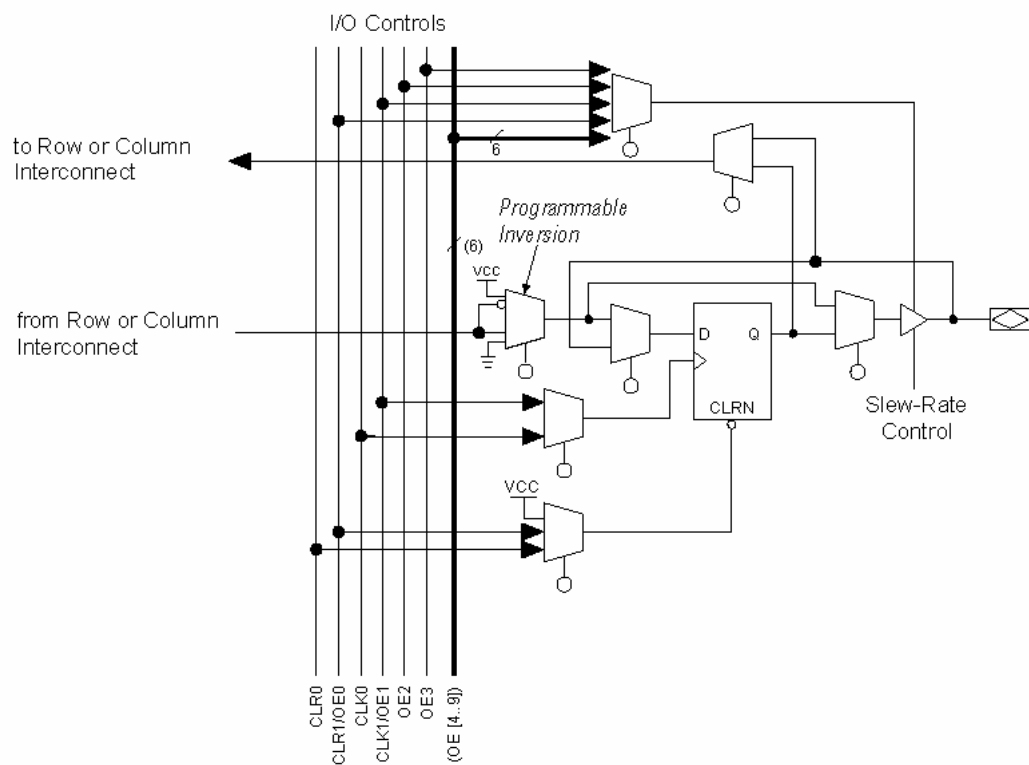 I/O Controls
6
to Row or Column
Interconnect
Programmable
Inversion
(6)
VCC
from Row or Column
Interconnect
D
Q
CLRN
Slew-Rate
Control
VCC
CLR0
CLR1/OE0
CLK0
CLK1/OE1
OE2
OE3
(OE [4..9])